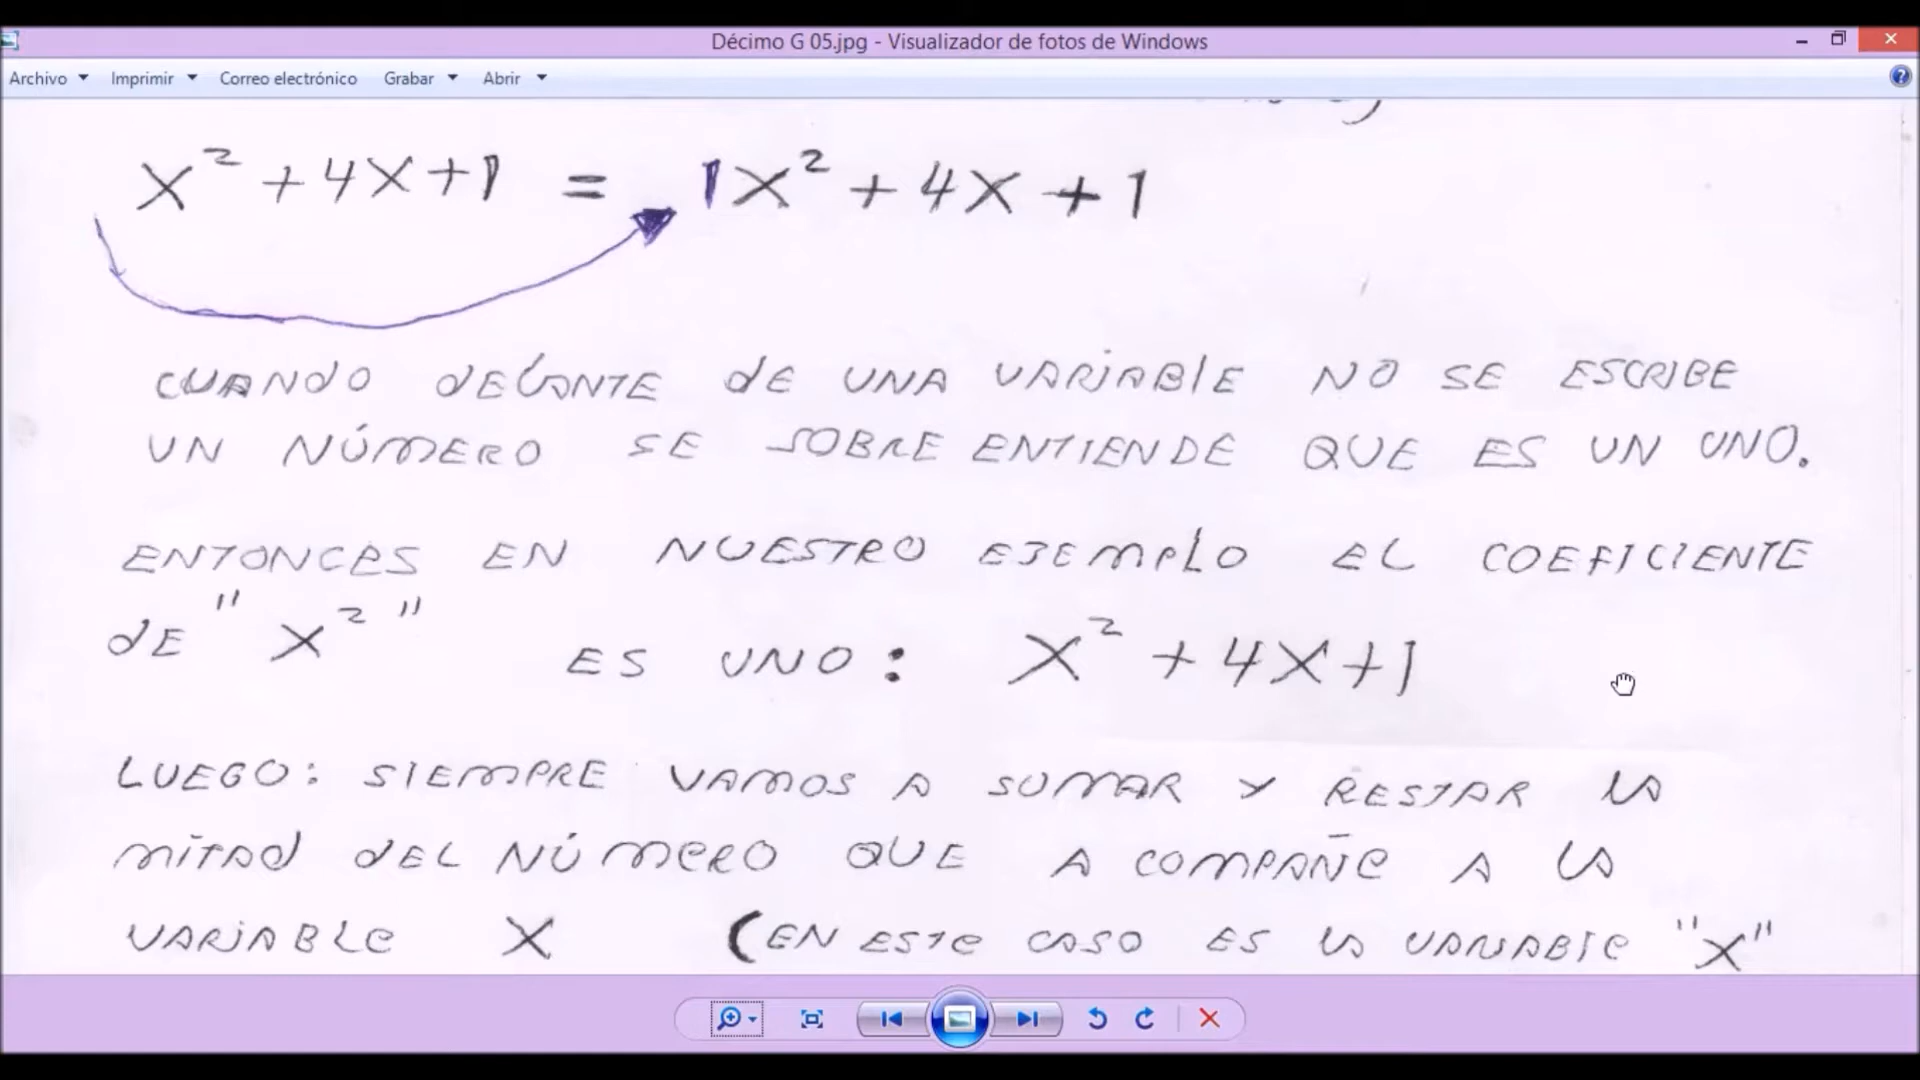 Décimo G 05.jpg - Visualizador de fotos de Windows
Archivo Imprimir Correo electrónico Grabar Abrir
x² + 4x + 1 = 1x² + 4x + 1
CUANDO DELANTE DE UNA VARIABLE NO SE ESCRIBE
UN NÚMERO SE SOBRE ENTIENDE QUE ES UN UNO.
ENTONCES EN NUESTRO EJEMPLO EL COEFICIENTE
DE "x²" ES UNO: x² + 4x + 1
LUEGO: SIEMPRE VAMOS A SUMAR Y RESTAR LA
MITAD DEL NÚMERO QUE ACOMPAÑE A LA
VARIABLE X (EN ESTE CASO ES LA VARIABLE "X"